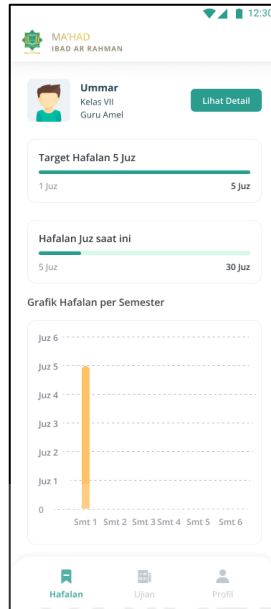 12:30
MA'HAD
IBAD AR RAHMAN
Ummar
Kelas VII
Guru Amel
Lihat Detail
Target Hafalan 5 Juz
1 Juz 5 Juz
Hafalan Juz saat ini
5 Juz 30 Juz
Grafik Hafalan per Semester
Juz 6
Juz 5
Juz 4
Juz 3
Juz 2
Juz 1
0
Smt 1 Smt 2 Smt 3 Smt 4 Smt 5 Smt 6
Hafalan Ujian Profil